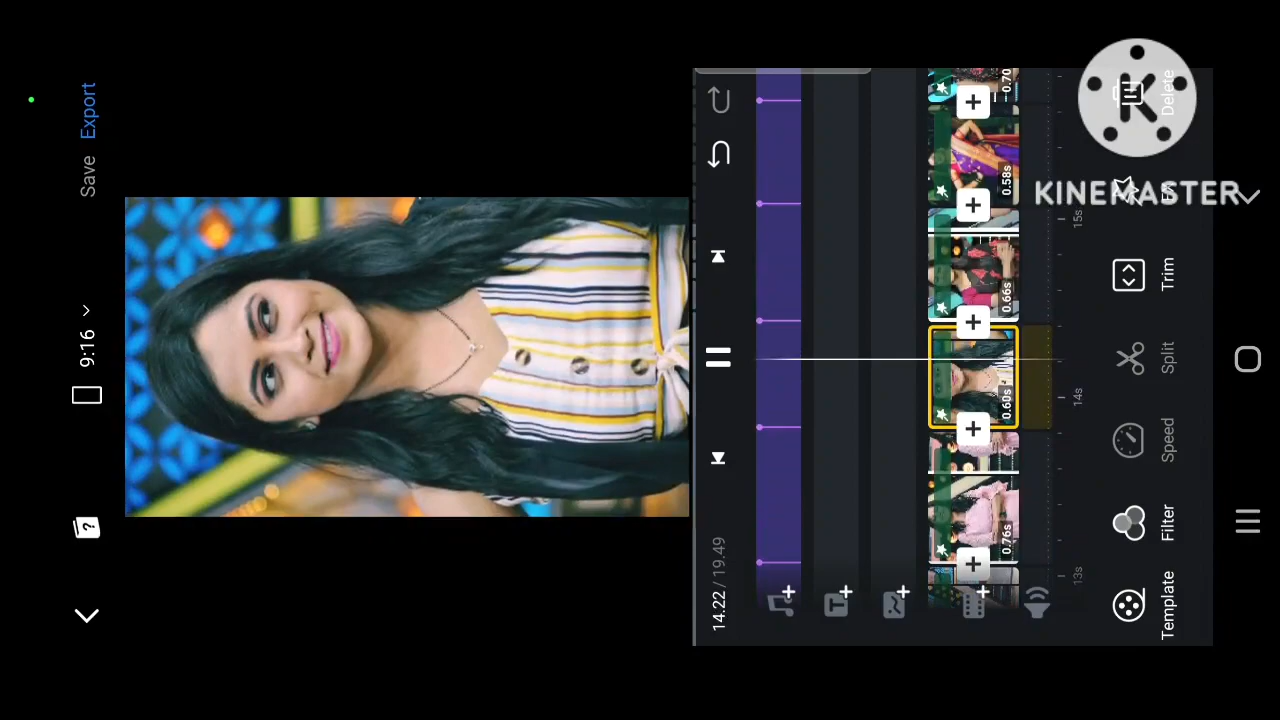 Save Export
9:16
?
14.22 / 19.49
0.70
0.58s
0.66s
0.60s
0.76s
15s
14s
13s
Template
Filter
Speed
Split
Trim
Delete
KINEMASTER